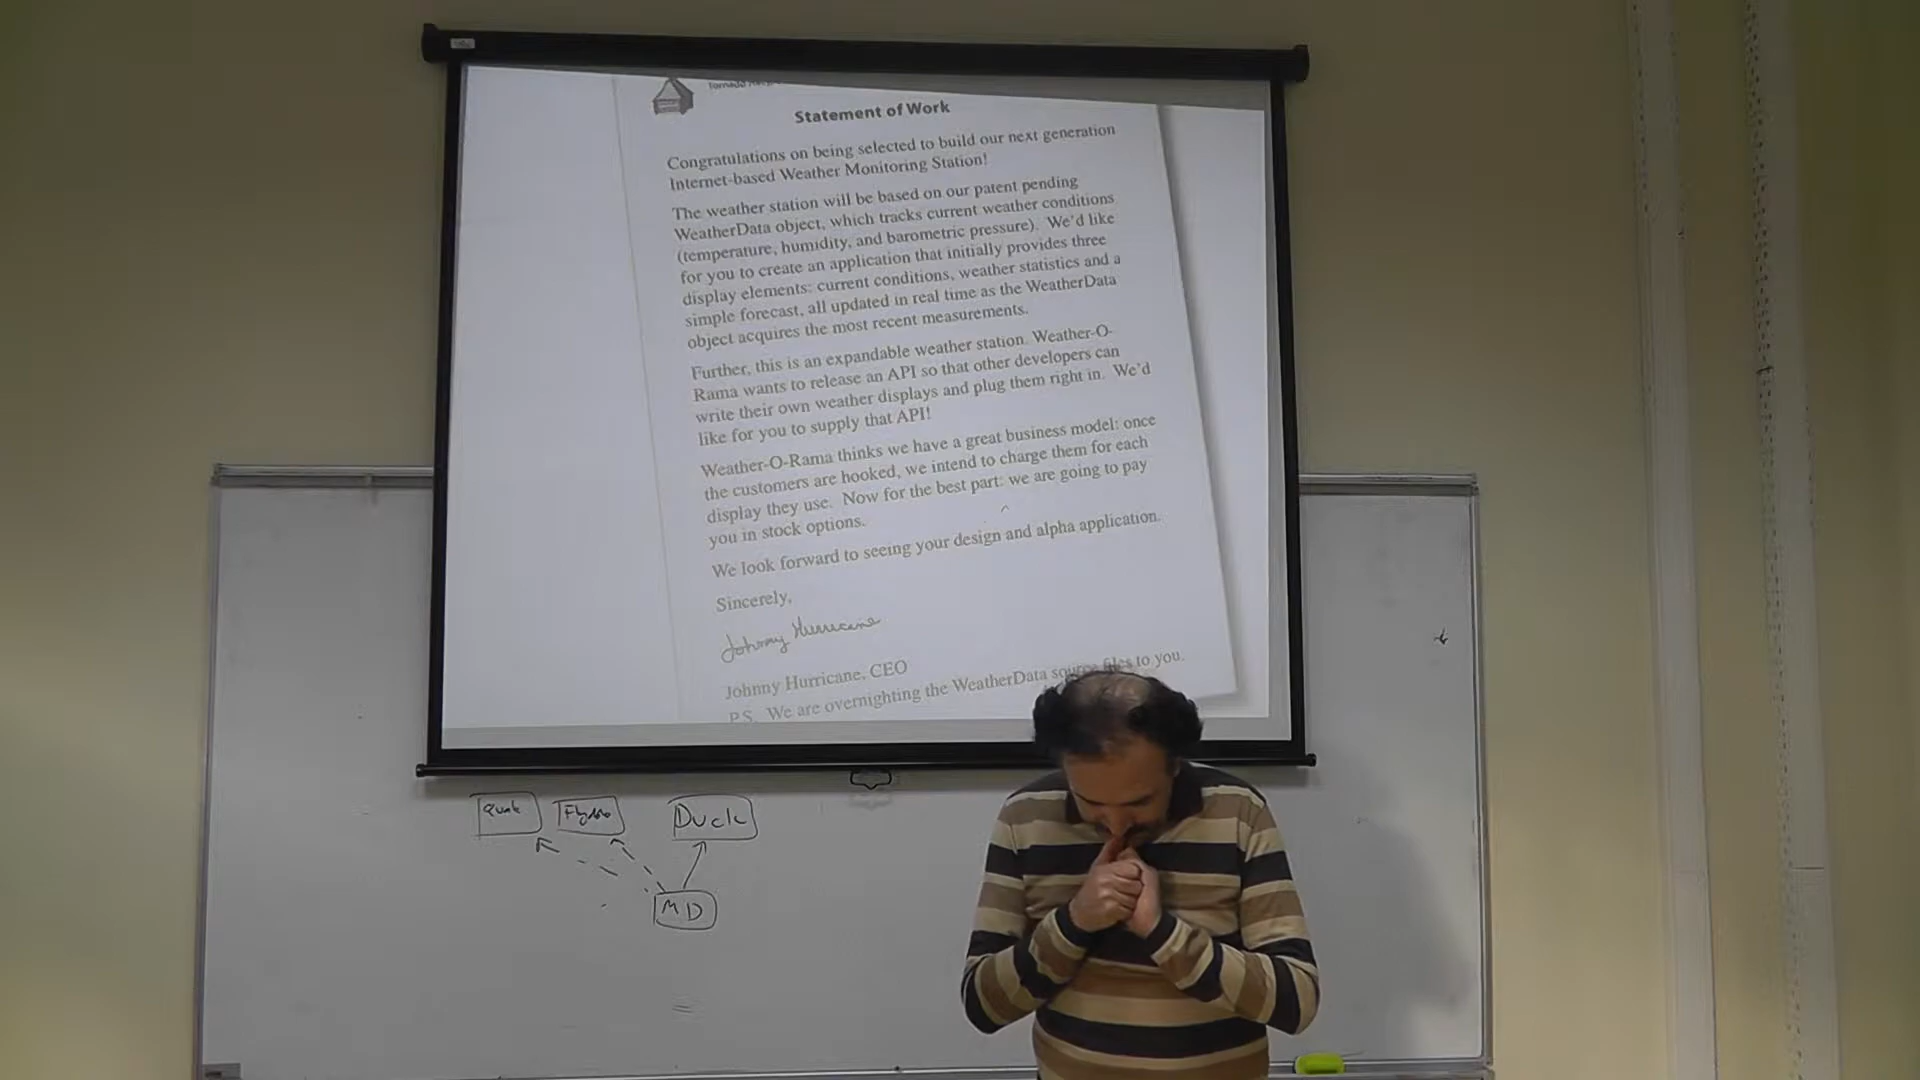 Statement of Work
Congratulations on being selected to build our next generation
Internet-based Weather Monitoring Station!
The weather station will be based on our patent pending
WeatherData object, which tracks current weather conditions
(temperature, humidity, and barometric pressure). We'd like
for you to create an application that initially provides three
display elements: current conditions, weather statistics and a
simple forecast, all updated in real time as the WeatherData
object acquires the most recent measurements.
Further, this is an expandable weather station. Weather-O-
Rama wants to release an API so that other developers can
write their own weather displays and plug them right in. We'd
like for you to supply that API!
Weather-O-Rama thinks we have a great business model: once
the customers are hooked, we intend to charge them for each
display they use. Now for the best part: we are going to pay
you in stock options.
We look forward to seeing your design and alpha application.
Sincerely,
Johnny Hurricane
Johnny Hurricane, CEO
P.S. We are overnighting the WeatherData source files to you.
Duck
MD